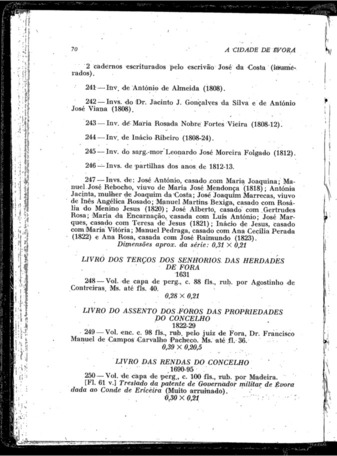 70
A CIDADE DE EVORA
2 cadernos escriturados pelo escrivão José da Costa (inume-
rados).
241 — Inv. de António de Almeida (1808).
242 — Invs. do Dr. Jacinto J. Gonçalves da Silva e de António
José Viana (1808).
243 — Inv. de Maria Rosada Nobre Fortes Vieira (1808-12).
244 — Inv. de Inácio Ribeiro (1808-24).
245 — Inv. do sarg.-mor Leonardo José Moreira Folgado (1812).
246 — Invs. de partilhas dos anos de 1812-13.
247 — Invs. de: José António, casado com Maria Joaquina; Ma-
nuel José Rebocho, viuvo de Maria José Mendonça (1818); Antónia
Jacinta, mulher de Joaquim da Costa; José Joaquim Marrecas, viuvo
de Inês Angélica Rosado; Manuel Martins Bexiga, casado com Rosá-
lia do Menino Jesus (1820); José Alberto, casado com Gertrudes
Rosa; Maria da Encarnação, casada com Luis António; José Mar-
ques, casado com Teresa de Jesus (1821); Inácio de Jesus, casado
com Maria Vitória; Manuel Pedraga, casado com Ana Cecília Perada
(1822) e Ana Rosa, casada com José Raimundo (1823).
Dimensões aprox. da série: 0,31 × 0,21
LIVRO DOS TERÇOS DOS SENHORIOS DAS HERDADES
DE FORA
1631
248 — Vol. de capa de perg., c. 88 fls., rub. por Agostinho de
Contreiras. Ms. até fls. 40.
0,28 × 0,21
LIVRO DO ASSENTO DOS FOROS DAS PROPRIEDADES
DO CONCELHO
1822-29
249 — Vol. enc. c. 98 fls., rub. pelo juiz de Fora, Dr. Francisco
Manuel de Campos Carvalho Pacheco. Ms. até fl. 36.
0,39 × 0,20,5
LIVRO DAS RENDAS DO CONCELHO
1690-95
250 — Vol. de capa de perg., c. 100 fls., rub. por Madeira.
[Fl. 61 v.] Treslado da patente de Governador militar de Evora
dada ao Conde de Ericeira (Muito arruinado).
0,30 × 0,21